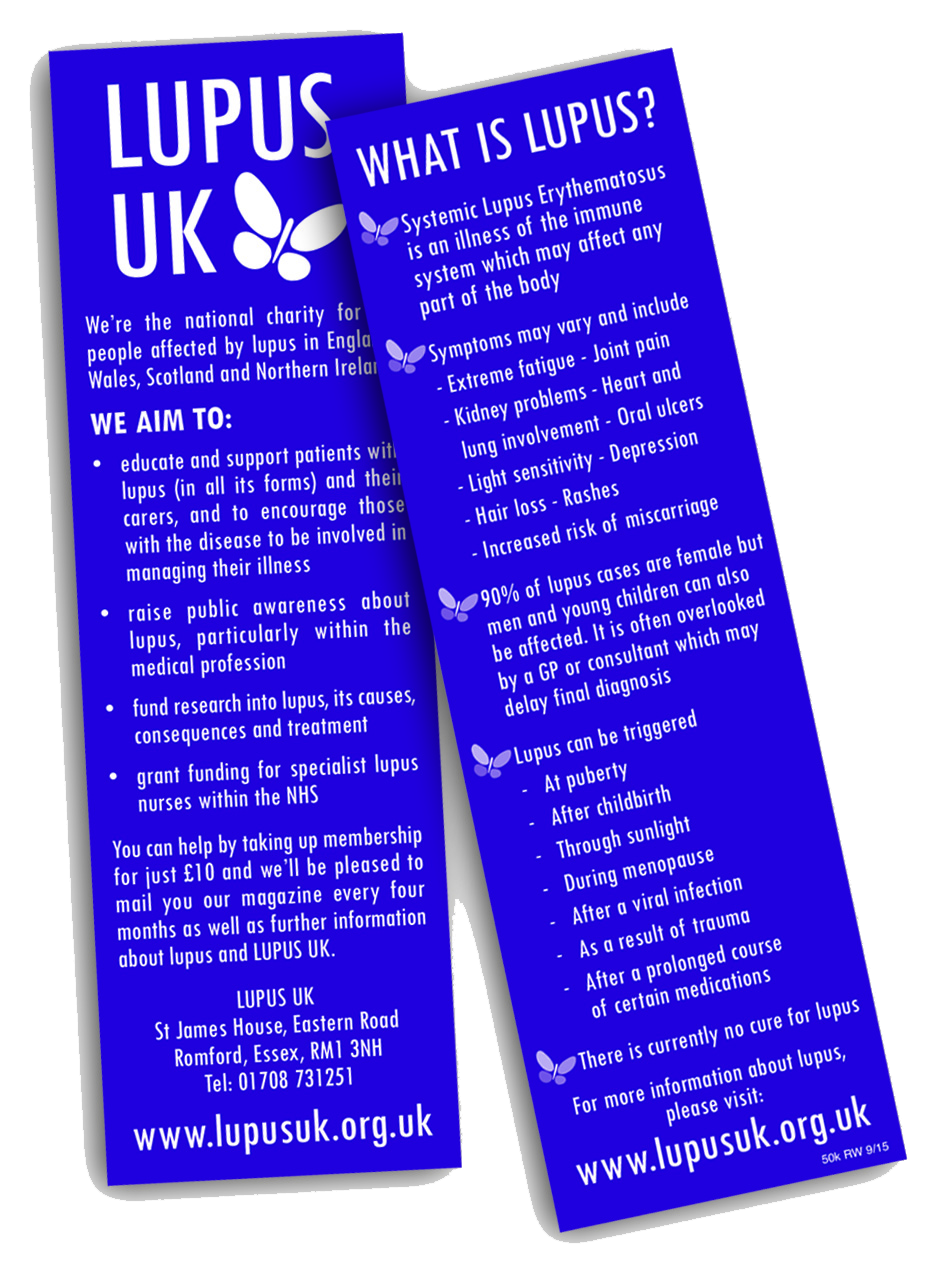 LUPUS
UK
We're the national charity for
people affected by lupus in
Wales, Scotland and Northern
WE AIM TO:
• educate and support patients with
lupus (in all its forms) and their
carers, and to encourage those
with the disease to be involved in
managing their illness
• raise public awareness about
lupus, particularly within the
medical profession
• fund research into lupus, its causes,
consequences and treatment
• grant funding for specialist lupus
nurses within the NHS
You can help by taking up membership
for just £10 and we'll be pleased to
mail you our magazine every four
months as well as further information
about lupus and LUPUS UK.
LUPUS UK
St James House, Eastern Road
Romford, Essex, RM1 3NH
Tel: 01708 731251
www.lupusuk.org.uk
WHAT IS LUPUS?
Systemic Lupus Erythematosus
is an illness of the immune
system which may affect any
part of the body
Symptoms may vary and include
- Extreme fatigue - Joint pain
- Kidney problems - Heart and
lung involvement - Oral ulcers
- Light sensitivity - Depression
- Hair loss - Rashes
- Increased risk of miscarriage
90% of lupus cases are female but
men and young children can also
be affected. It is often overlooked
by a GP or consultant which may
delay final diagnosis
Lupus can be triggered
- At puberty
- After childbirth
- Through sunlight
- During menopause
- After a viral infection
- As a result of trauma
- After a prolonged course
of certain medications
There is currently no cure for lupus
For more information about lupus,
please visit:
www.lupusuk.org.uk
50k RW 9/15